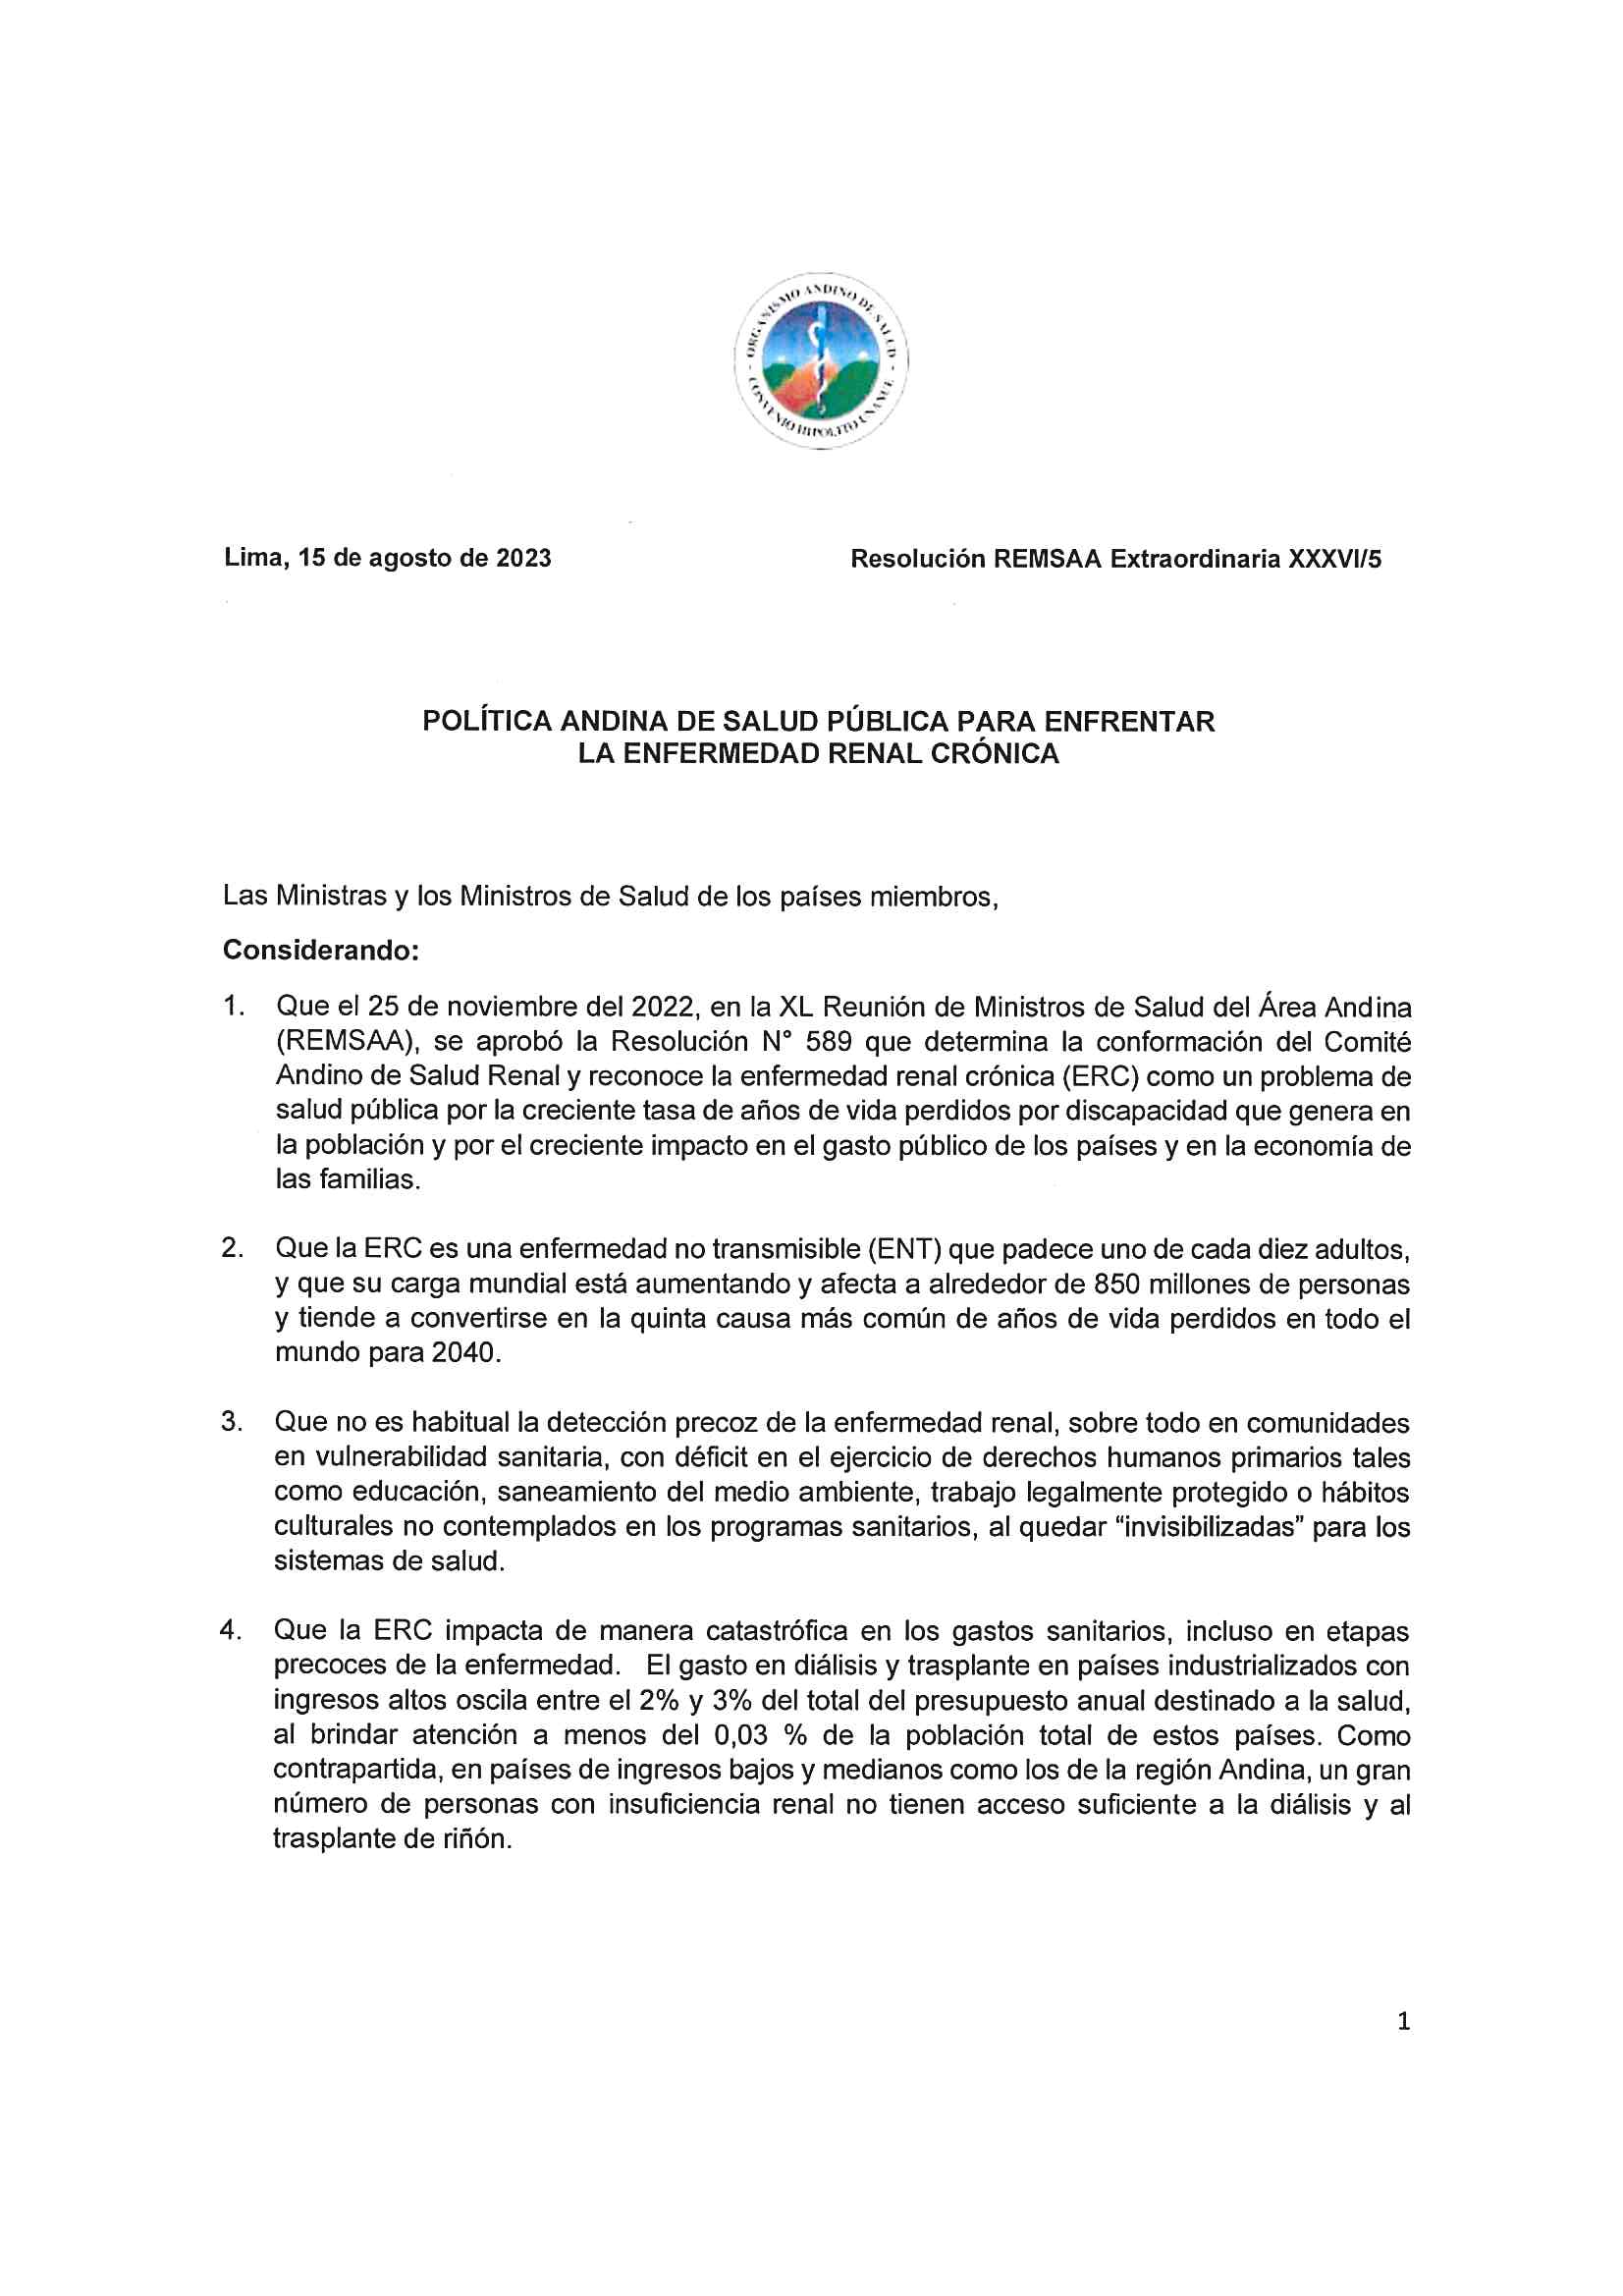 ORGANISMO ANDINO DE SALUD - CONVENIO HIPOLITO UNANUE -
Lima, 15 de agosto de 2023 Resolución REMSAA Extraordinaria XXXVI/5
POLÍTICA ANDINA DE SALUD PÚBLICA PARA ENFRENTAR
LA ENFERMEDAD RENAL CRÓNICA
Las Ministras y los Ministros de Salud de los países miembros,
Considerando:
1. Que el 25 de noviembre del 2022, en la XL Reunión de Ministros de Salud del Área Andina
(REMSAA), se aprobó la Resolución N° 589 que determina la conformación del Comité
Andino de Salud Renal y reconoce la enfermedad renal crónica (ERC) como un problema de
salud pública por la creciente tasa de años de vida perdidos por discapacidad que genera en
la población y por el creciente impacto en el gasto público de los países y en la economía de
las familias.
2. Que la ERC es una enfermedad no transmisible (ENT) que padece uno de cada diez adultos,
y que su carga mundial está aumentando y afecta a alrededor de 850 millones de personas
y tiende a convertirse en la quinta causa más común de años de vida perdidos en todo el
mundo para 2040.
3. Que no es habitual la detección precoz de la enfermedad renal, sobre todo en comunidades
en vulnerabilidad sanitaria, con déficit en el ejercicio de derechos humanos primarios tales
como educación, saneamiento del medio ambiente, trabajo legalmente protegido o hábitos
culturales no contemplados en los programas sanitarios, al quedar “invisibilizadas” para los
sistemas de salud.
4. Que la ERC impacta de manera catastrófica en los gastos sanitarios, incluso en etapas
precoces de la enfermedad. El gasto en diálisis y trasplante en países industrializados con
ingresos altos oscila entre el 2% y 3% del total del presupuesto anual destinado a la salud,
al brindar atención a menos del 0,03 % de la población total de estos países. Como
contrapartida, en países de ingresos bajos y medianos como los de la región Andina, un gran
número de personas con insuficiencia renal no tienen acceso suficiente a la diálisis y al
trasplante de riñón.
1